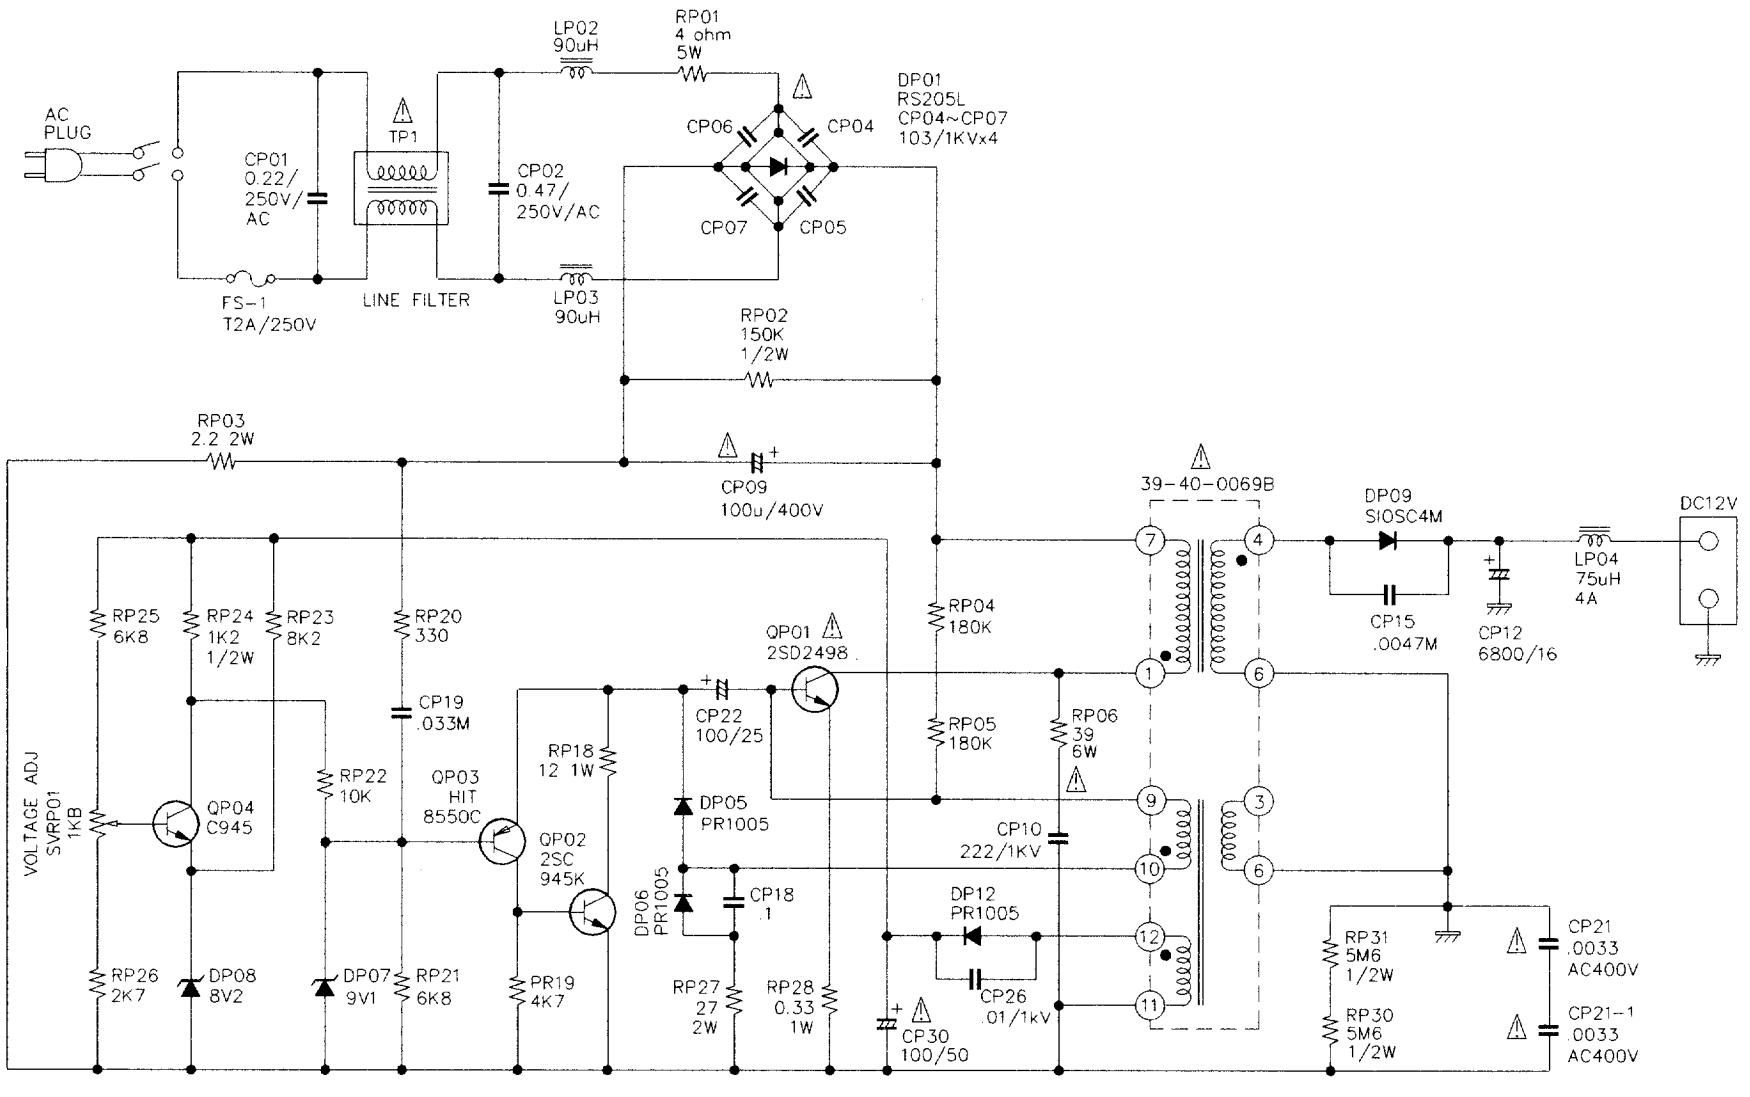 LP02
90uH
RP01
4 ohm
5W
DP01
RS205L
CP04~CP07
103/1KVx4
AC
PLUG
TP1
CP06
CP04
CP01
0.22/
250V/
AC
CP02
0.47/
250V/AC
CP07
CP05
FS-1
T2A/250V
LINE FILTER
LP03
90uH
RP02
150K
1/2W
RP03
2.2 2W
+
CP09
100u/400V
39-40-0069B
DP09
SIOSC4M
DC12V
7
4
+
LP04
75uH
4A
CP15
.0047M
CP12
6800/16
RP25
6K8
RP24
1K2
1/2W
RP23
8K2
RP20
330
QP01
2SD2498
RP04
180K
1
6
CP19
.033M
+
CP22
100/25
RP05
180K
RP06
39
6W
RP18
12 1W
VOLTAGE ADJ
SVRP01
1KB
QP04
C945
RP22
10K
QP03
HIT
8550C
DP05
PR1005
9
3
QP02
2SC
945K
CP10
222/1KV
10
6
DP06
PR1005
CP18
.1
DP12
PR1005
12
RP26
2K7
DP08
8V2
DP07
9V1
RP21
6K8
PR19
4K7
RP27
27
2W
RP28
0.33
1W
CP26
.01/1kV
11
+
CP30
100/50
RP31
5M6
1/2W
CP21
.0033
AC400V
RP30
5M6
1/2W
CP21-1
.0033
AC400V